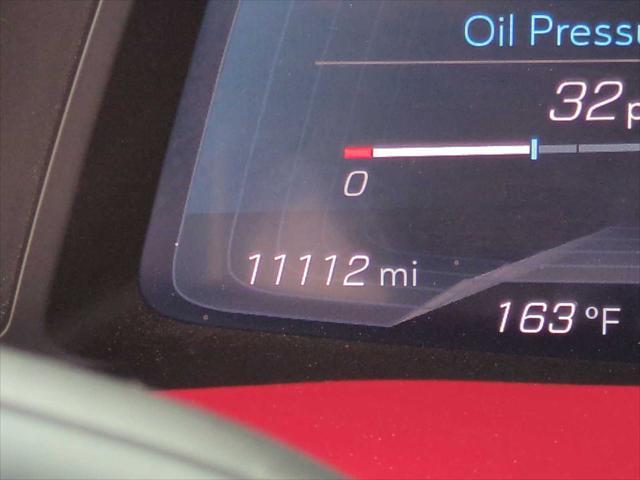 Oil Pressu
32 p
0
11112 mi
163 °F